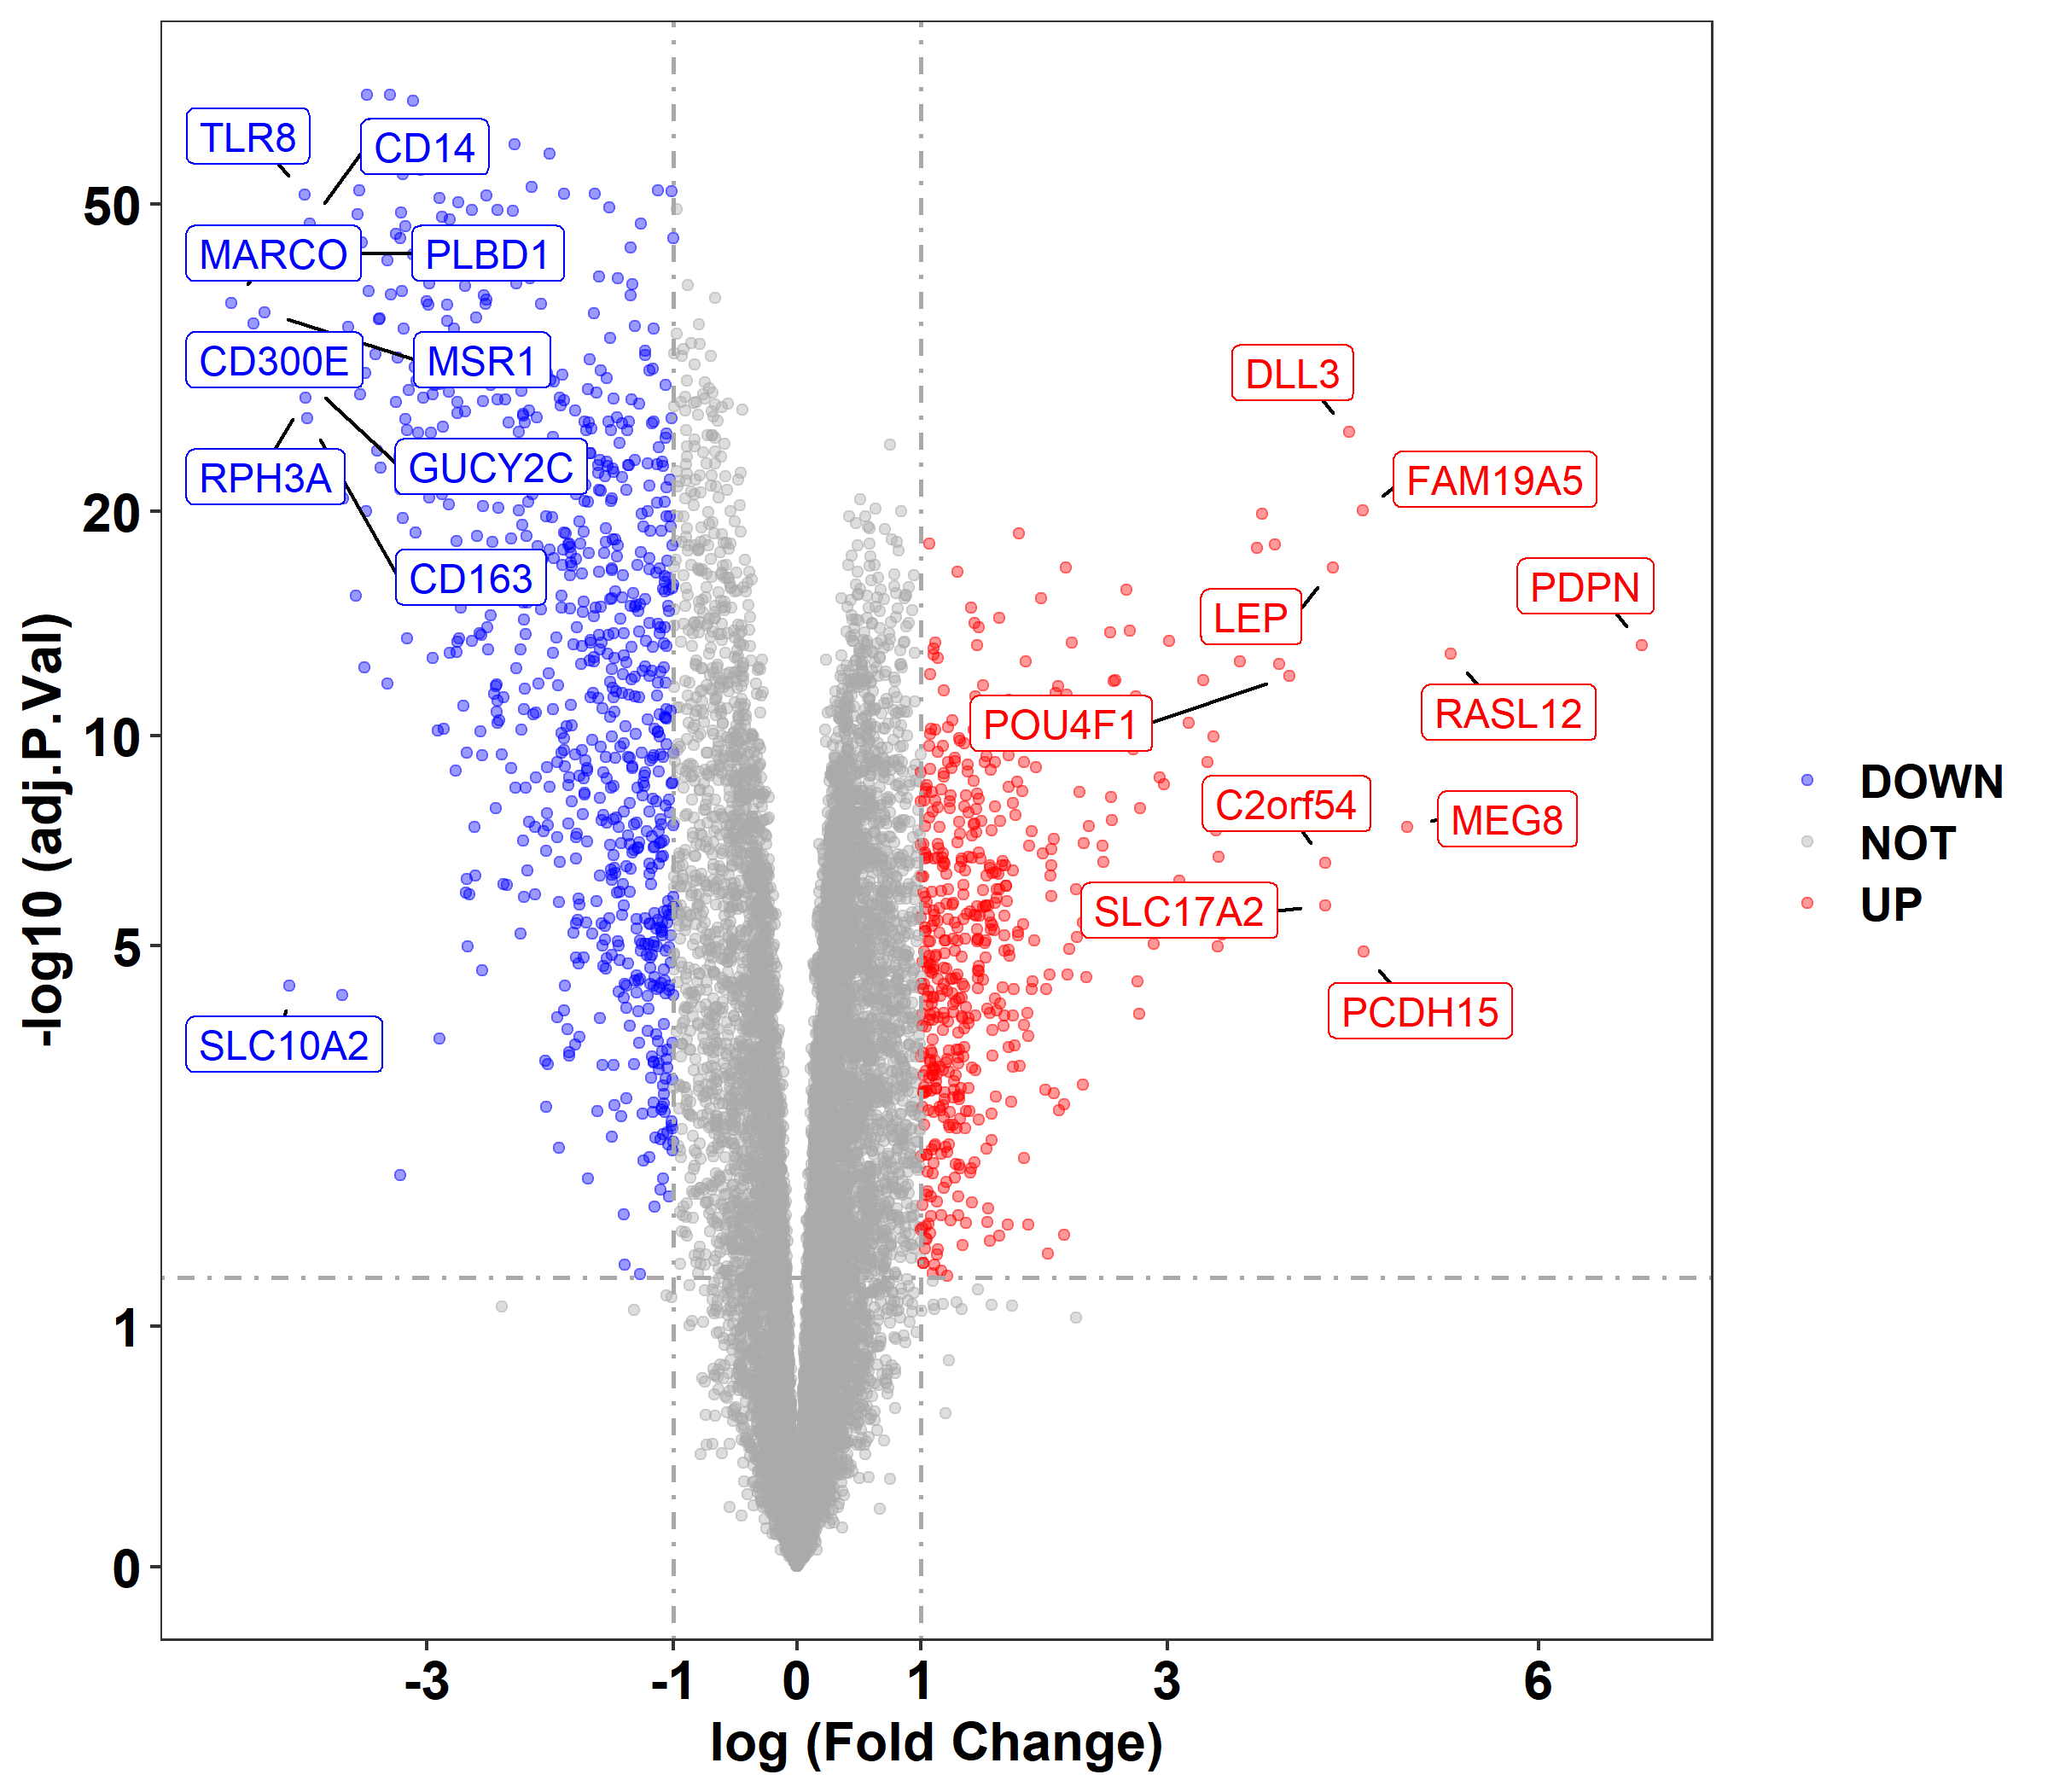 TLR8
CD14
MARCO
PLBD1
CD300E
MSR1
RPH3A
GUCY2C
CD163
SLC10A2
DLL3
FAM19A5
PDPN
LEP
RASL12
POU4F1
C2orf54
MEG8
SLC17A2
PCDH15
50
20
10
5
1
0
-log10 (adj.P.Val)
-3
-1
0
1
3
6
log (Fold Change)
DOWN
NOT
UP